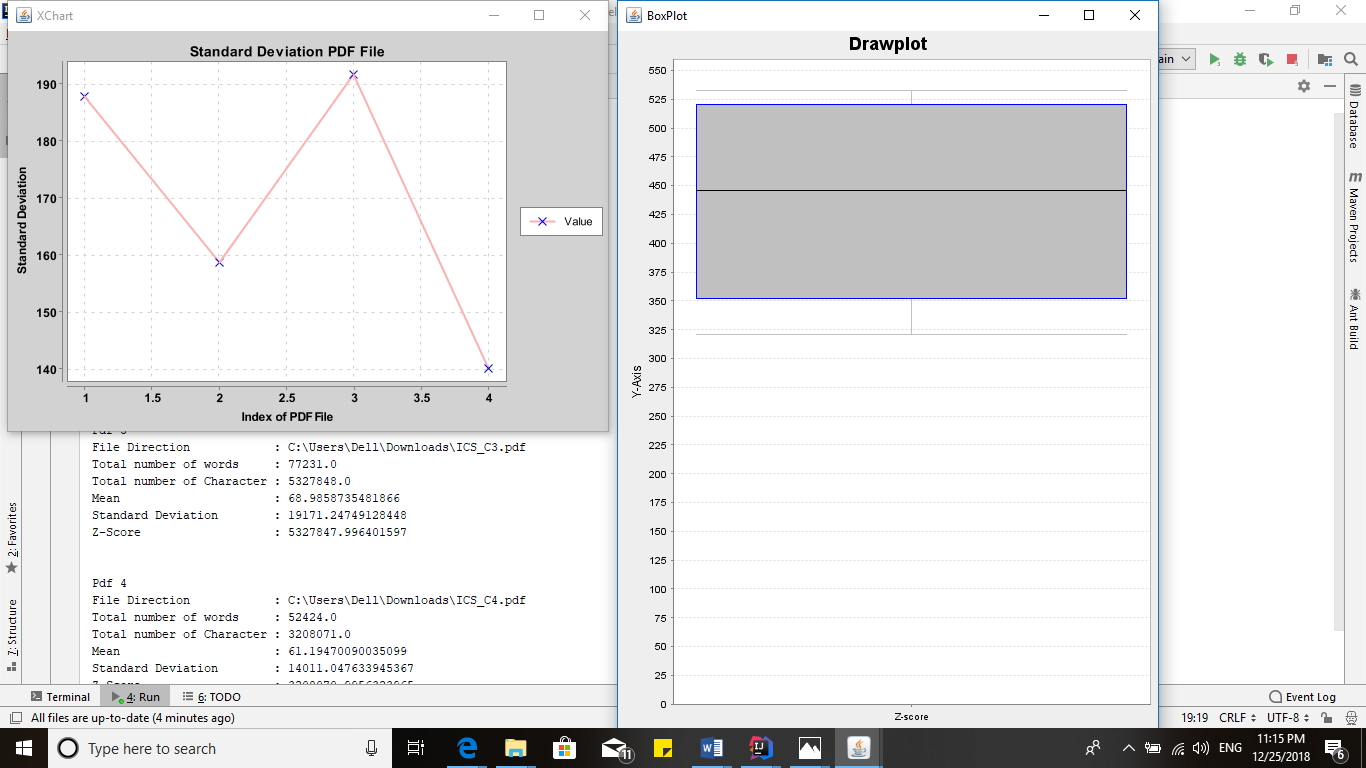 XChart
Standard Deviation PDF File
190
180
170
160
150
140
Standard Deviation
1 1.5 2 2.5 3 3.5 4
Index of PDF File
Value
BoxPlot
Drawplot
550
525
500
475
450
425
400
375
350
325
300
275
250
225
200
175
150
125
100
75
50
25
0
Y-Axis
Z-score
ain
Database
m
Maven Projects
Ant Build
File Direction : C:\Users\Dell\Downloads\ICS_C3.pdf
Total number of words : 77231.0
Total number of Character : 5327848.0
Mean : 68.9858735481866
Standard Deviation : 19171.24749128448
Z-Score : 5327847.996401597
Pdf 4
File Direction : C:\Users\Dell\Downloads\ICS_C4.pdf
Total number of words : 52424.0
Total number of Character : 3208071.0
Mean : 61.19470090035099
Standard Deviation : 14011.047633945367
2: Favorites
7: Structure
Terminal 4: Run 6: TODO Event Log
All files are up-to-date (4 minutes ago) 19:19 CRLF UTF-8
Type here to search
11
W
IJ
ENG
11:15 PM
12/25/2018
6